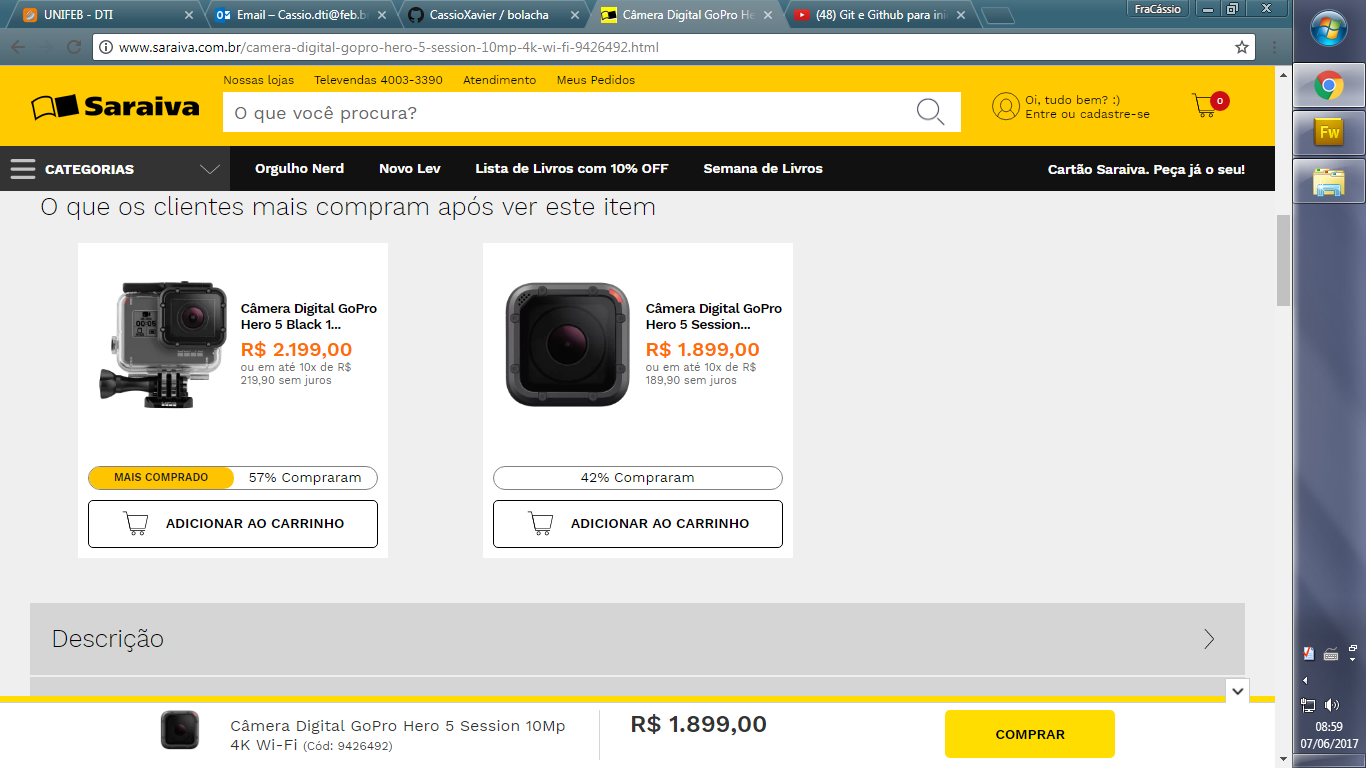 UNIFEB - DTI
Email – Cassio.dti@feb.b
CassioXavier / bolacha
Câmera Digital GoPro He
(48) Git e Github para ini
FraCássio
www.saraiva.com.br/camera-digital-gopro-hero-5-session-10mp-4k-wi-fi-9426492.html
Nossas lojas Televendas 4003-3390 Atendimento Meus Pedidos
Saraiva
O que você procura?
Oi, tudo bem? :)
Entre ou cadastre-se
0
CATEGORIAS
Orgulho Nerd Novo Lev Lista de Livros com 10% OFF Semana de Livros
Cartão Saraiva. Peça já o seu!
O que os clientes mais compram após ver este item
Câmera Digital GoPro
Hero 5 Black 1...
R$ 2.199,00
ou em até 10x de R$
219,90 sem juros
MAIS COMPRADO 57% Compraram
ADICIONAR AO CARRINHO
Câmera Digital GoPro
Hero 5 Session...
R$ 1.899,00
ou em até 10x de R$
189,90 sem juros
42% Compraram
ADICIONAR AO CARRINHO
Descrição
Câmera Digital GoPro Hero 5 Session 10Mp
4K Wi-Fi (Cód: 9426492)
R$ 1.899,00
COMPRAR
Fw
08:59
07/06/2017